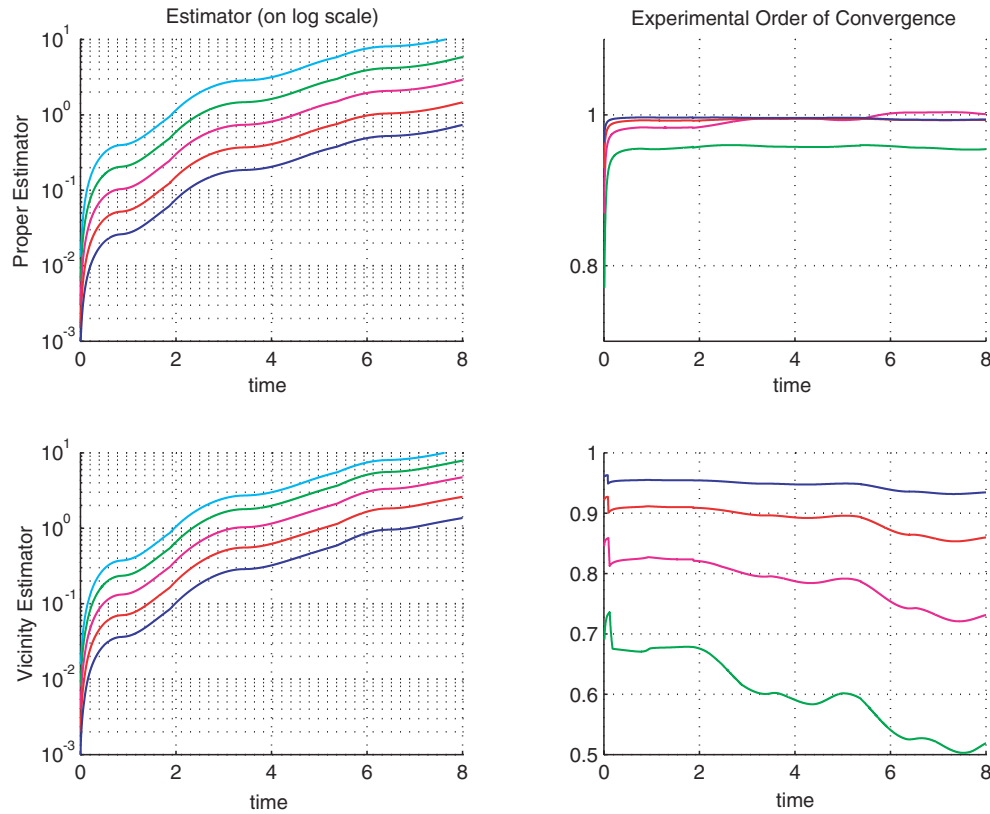 Estimator (on log scale)
Proper Estimator
10^1
10^0
10^-1
10^-2
10^-3
0 2 4 6 8
time
Experimental Order of Convergence
1
0.8
0 2 4 6 8
time
Vicinity Estimator
10^1
10^0
10^-1
10^-2
10^-3
0 2 4 6 8
time
1
0.9
0.8
0.7
0.6
0.5
0 2 4 6 8
time